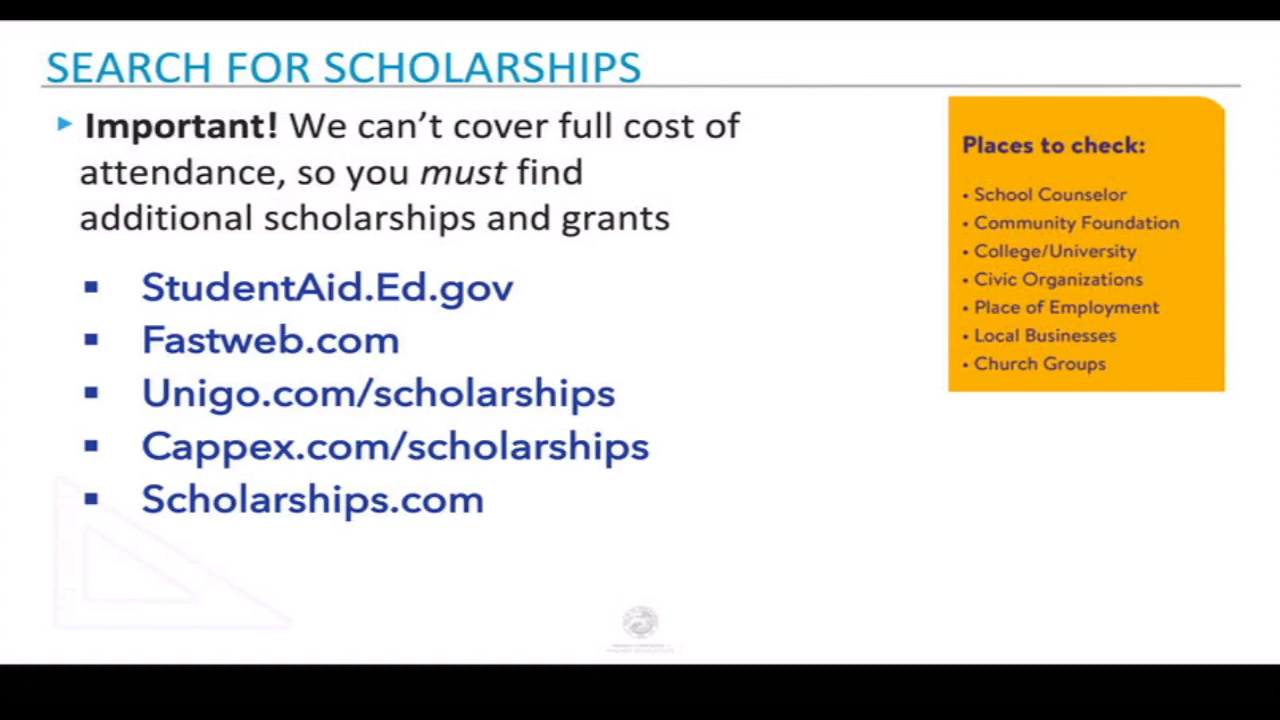 SEARCH FOR SCHOLARSHIPS
▸ Important! We can't cover full cost of
attendance, so you must find
additional scholarships and grants
▪ StudentAid.Ed.gov
▪ Fastweb.com
▪ Unigo.com/scholarships
▪ Cappex.com/scholarships
▪ Scholarships.com
Places to check:
• School Counselor
• Community Foundation
• College/University
• Civic Organizations
• Place of Employment
• Local Businesses
• Church Groups